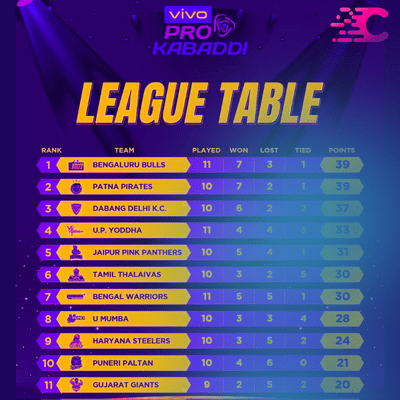 vivo
PRO
KABADDI
C
LEAGUE TABLE
RANK TEAM PLAYED WON LOST TIED POINTS
1 BENGALURU BULLS 11 7 3 1 39
2 PATNA PIRATES 10 7 2 1 39
3 DABANG DELHI K.C. 10 6 2 2 37
4 U.P. YODDHA 11 4 4 3 33
5 JAIPUR PINK PANTHERS 10 5 4 1 31
6 TAMIL THALAIVAS 10 3 2 5 30
7 BENGAL WARRIORS 11 5 5 1 30
8 U MUMBA 10 3 3 4 28
9 HARYANA STEELERS 10 3 5 2 24
10 PUNERI PALTAN 10 4 6 0 21
11 GUJARAT GIANTS 9 2 5 2 20